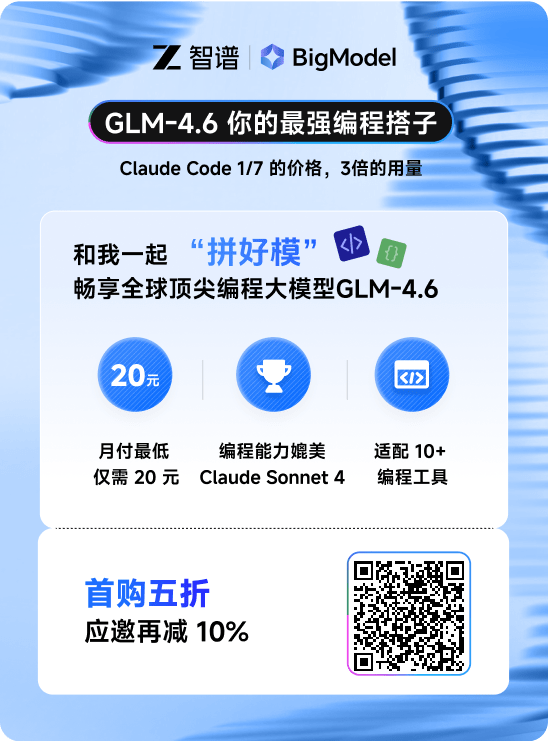 智谱 | BigModel
GLM-4.6 你的最强编程搭子
Claude Code 1/7 的价格，3倍的用量
和我一起 “拼好模” </> {}
畅享全球顶尖编程大模型GLM-4.6
20元
</>
月付最低
仅需 20 元
编程能力媲美
Claude Sonnet 4
适配 10+
编程工具
首购五折
应邀再减 10%